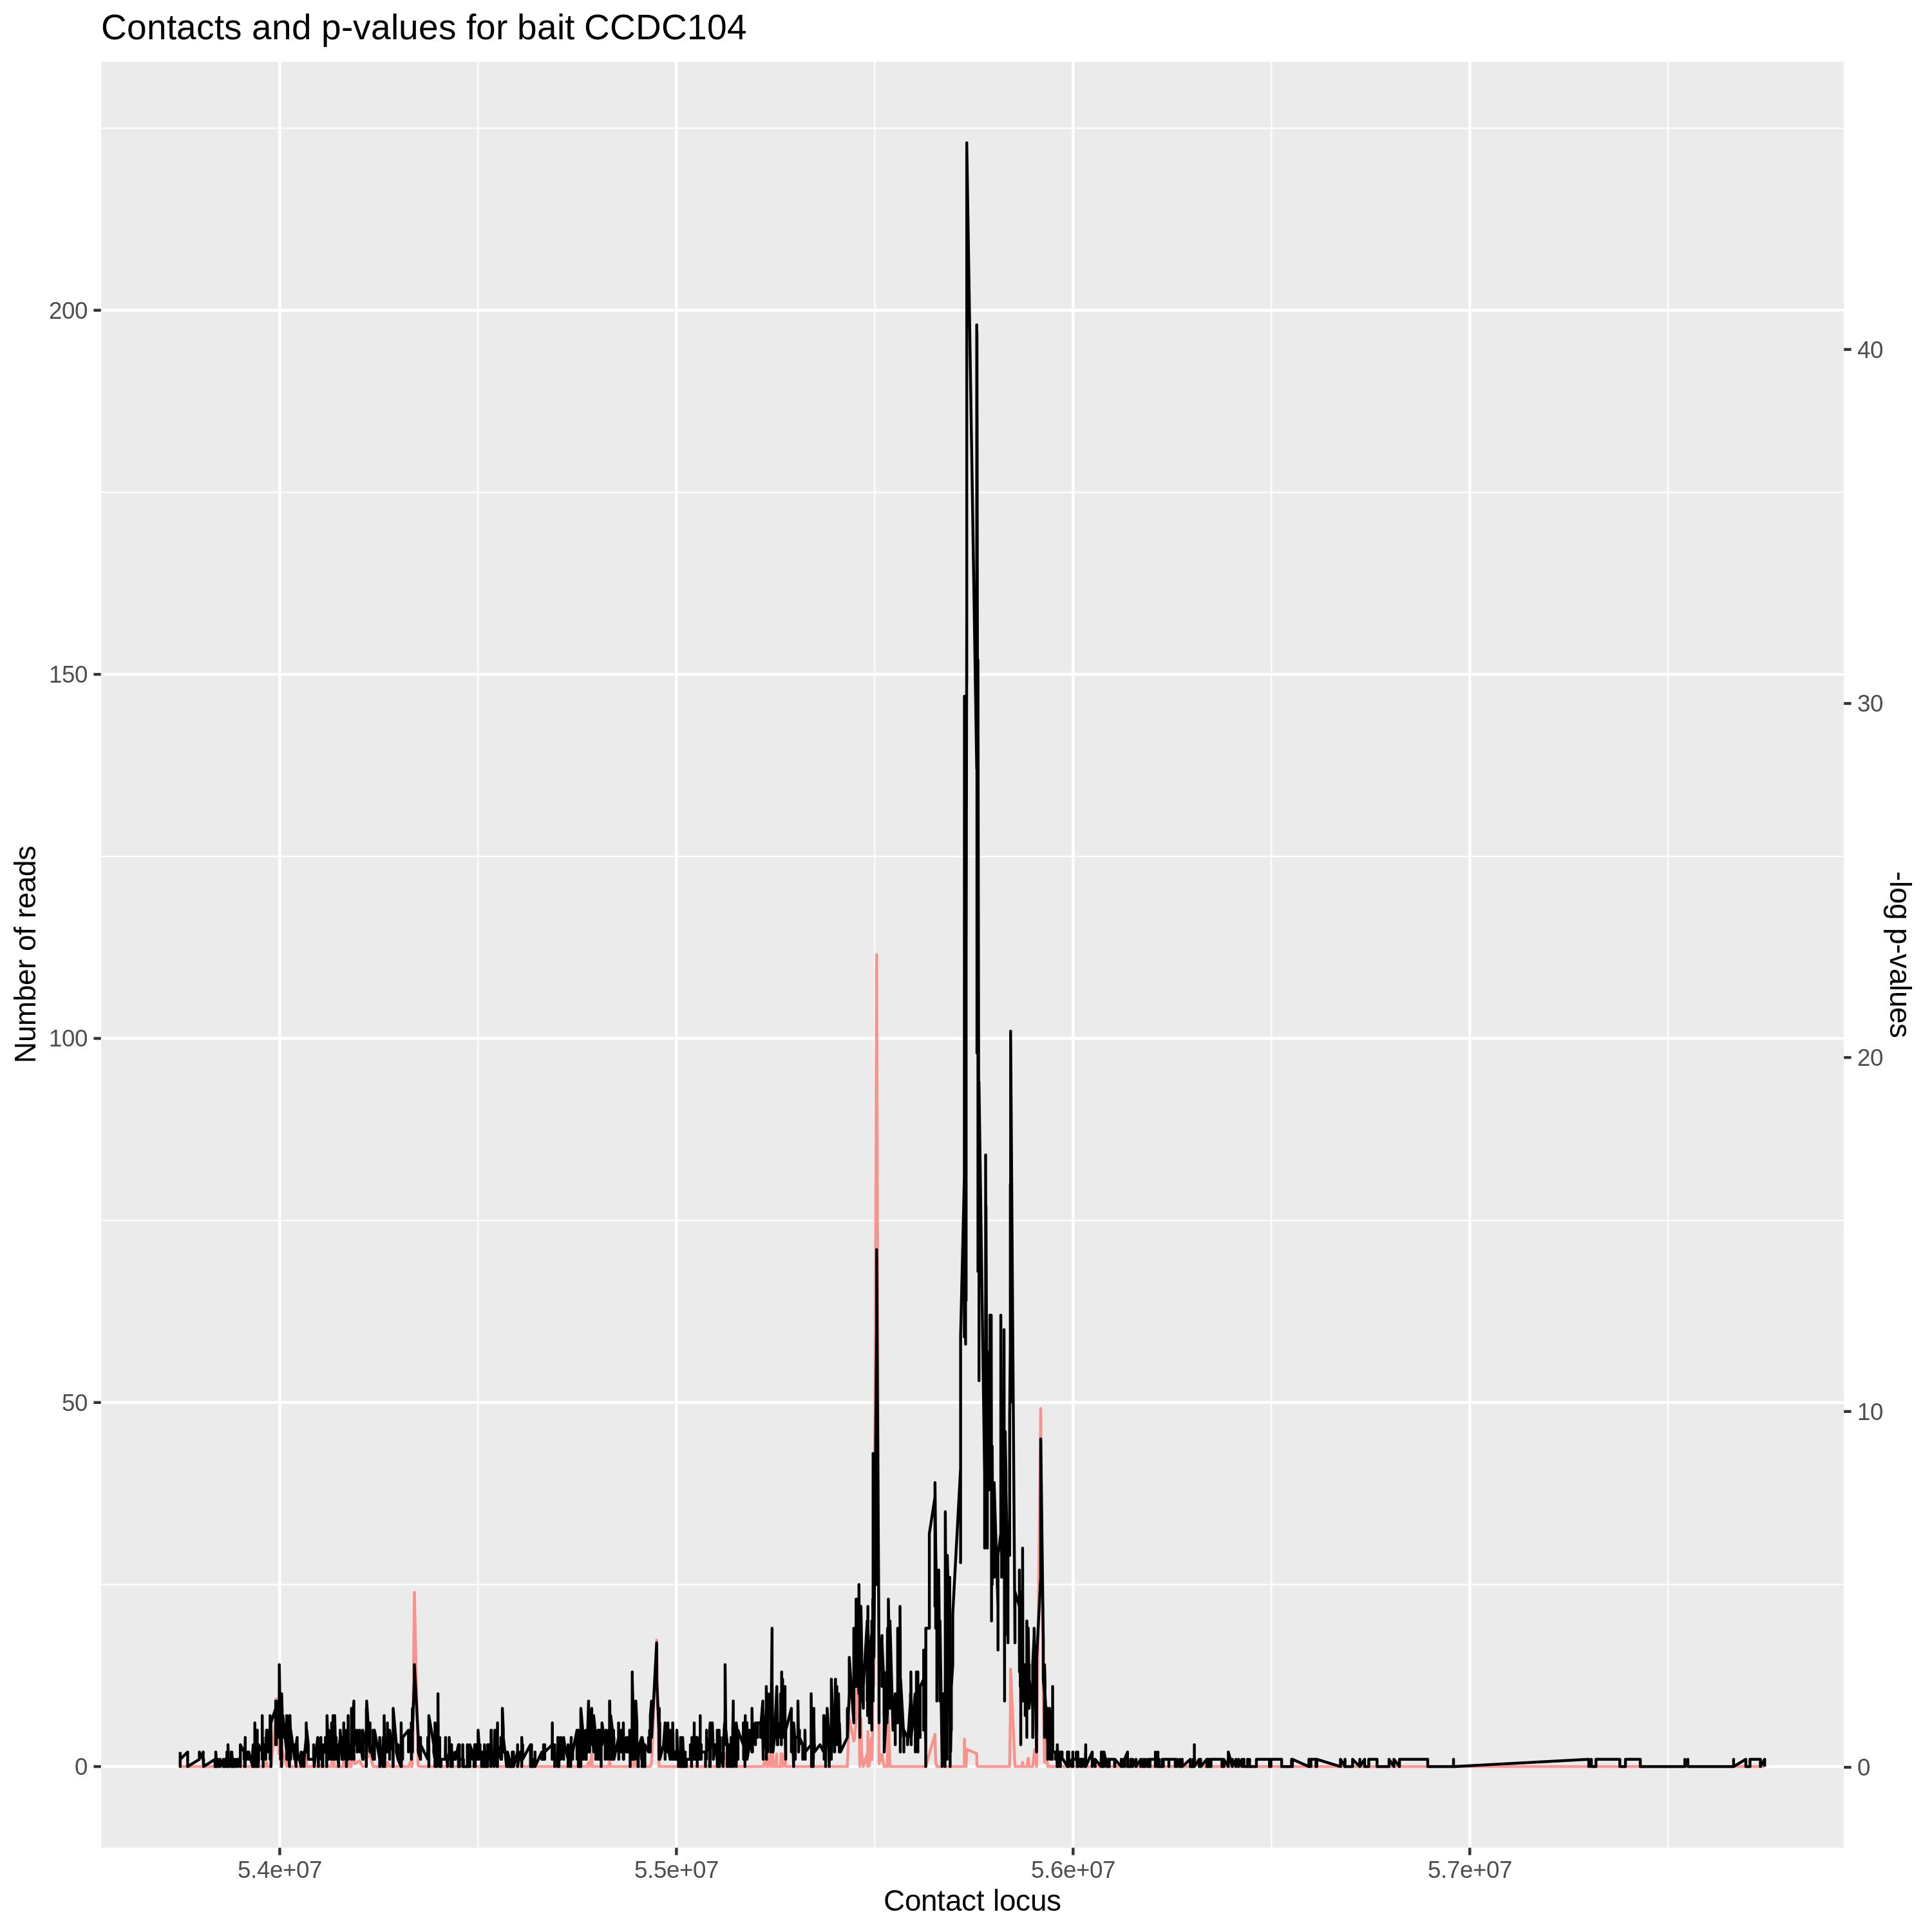 Contacts and p-values for bait CCDC104
Number of reads
200
150
100
50
0
40
30
20
10
0
-log p-values
5.4e+07 5.5e+07 5.6e+07 5.7e+07
Contact locus